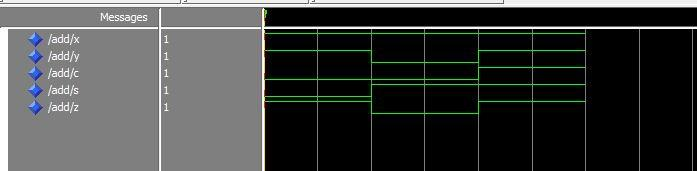 Messages
/add/x 1
/add/y 1
/add/c 1
/add/s 1
/add/z 1